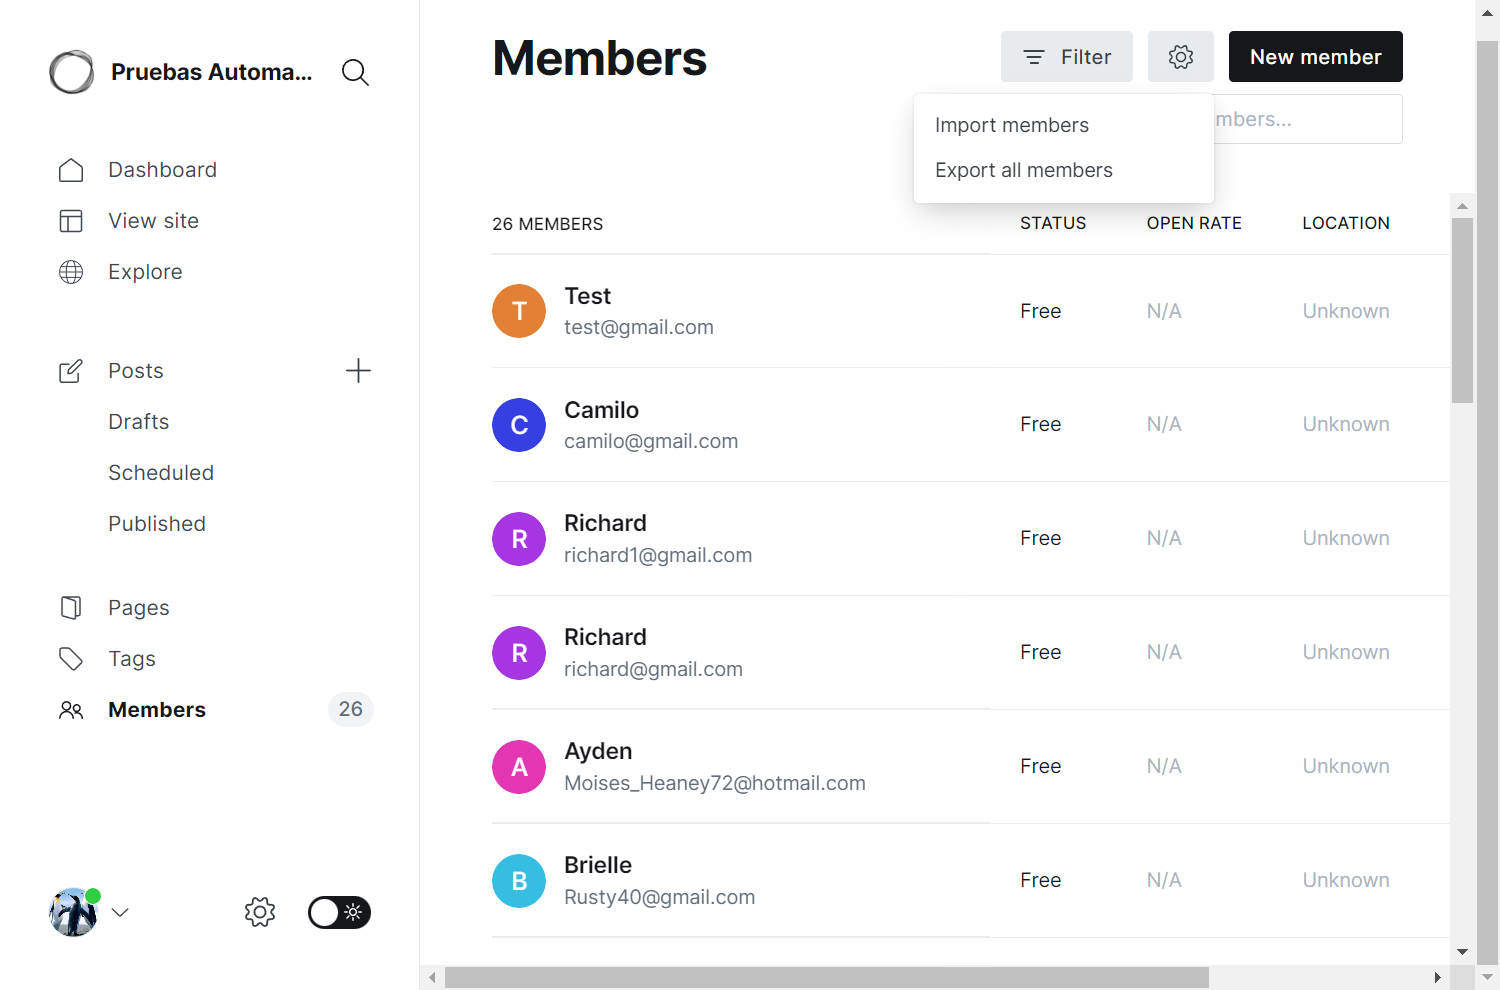 Pruebas Automa...
Dashboard
View site
Explore
Posts
Drafts
Scheduled
Published
Pages
Tags
Members 26
Members
Filter
New member
Import members
Export all members
26 MEMBERS STATUS OPEN RATE LOCATION
T Test
test@gmail.com Free N/A Unknown
C Camilo
camilo@gmail.com Free N/A Unknown
R Richard
richard1@gmail.com Free N/A Unknown
R Richard
richard@gmail.com Free N/A Unknown
A Ayden
Moises_Heaney72@hotmail.com Free N/A Unknown
B Brielle
Rusty40@gmail.com Free N/A Unknown